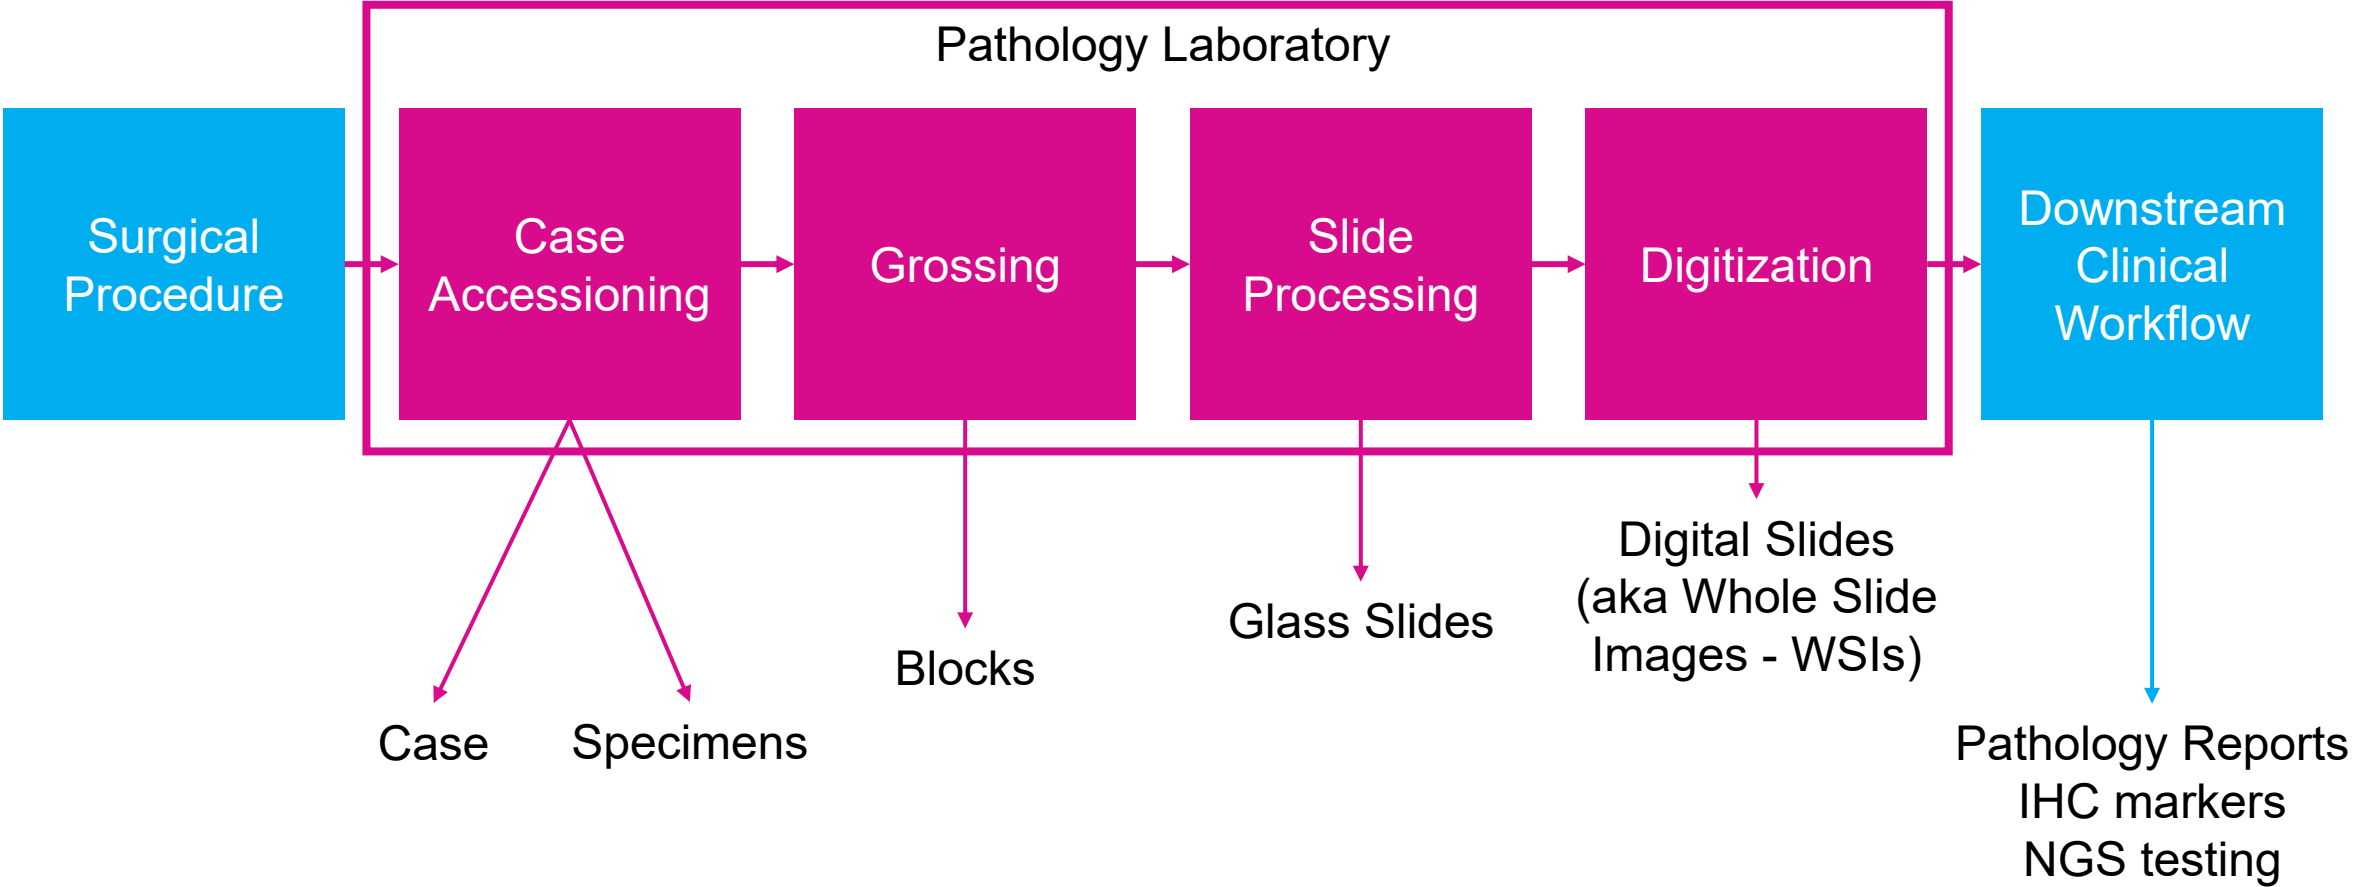 Pathology Laboratory
Surgical
Procedure
Case
Accessioning
Grossing
Slide
Processing
Digitization
Downstream
Clinical
Workflow
Case
Specimens
Blocks
Glass Slides
Digital Slides
(aka Whole Slide
Images - WSIs)
Pathology Reports
IHC markers
NGS testing